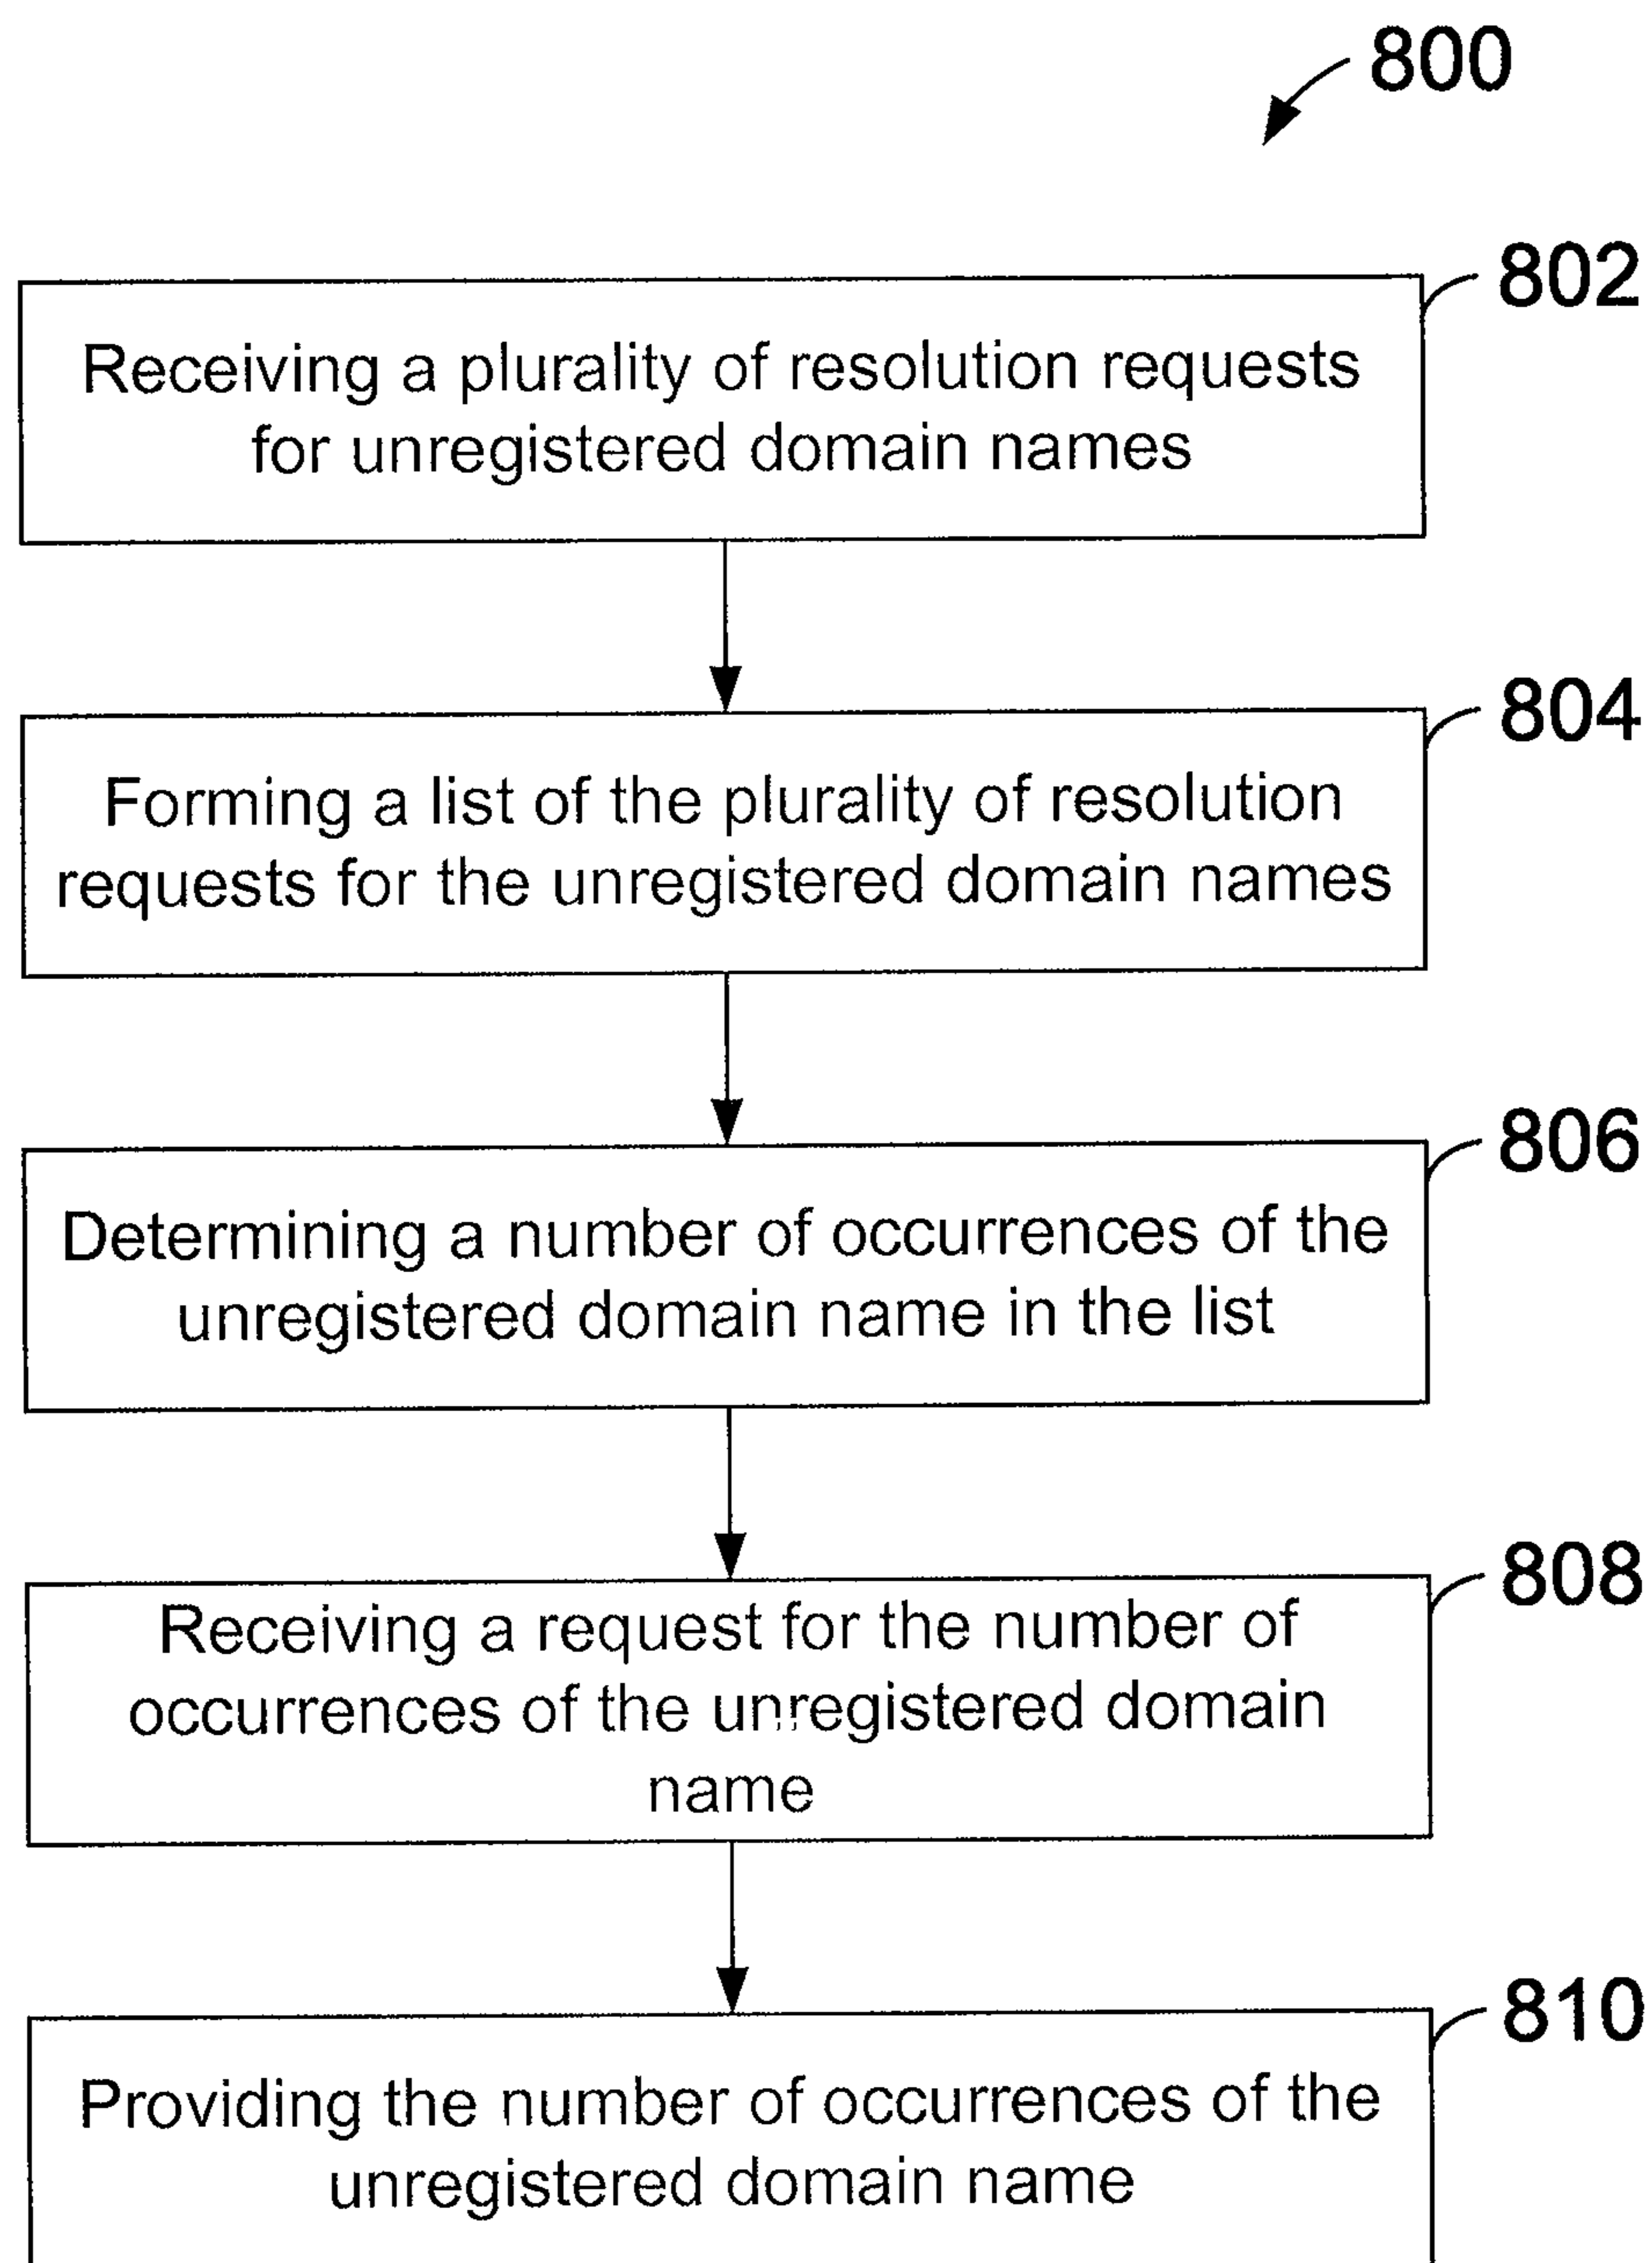 800
802
Receiving a plurality of resolution requests
for unregistered domain names
804
Forming a list of the plurality of resolution
requests for the unregistered domain names
806
Determining a number of occurrences of the
unregistered domain name in the list
808
Receiving a request for the number of
occurrences of the unregistered domain
name
810
Providing the number of occurrences of the
unregistered domain name